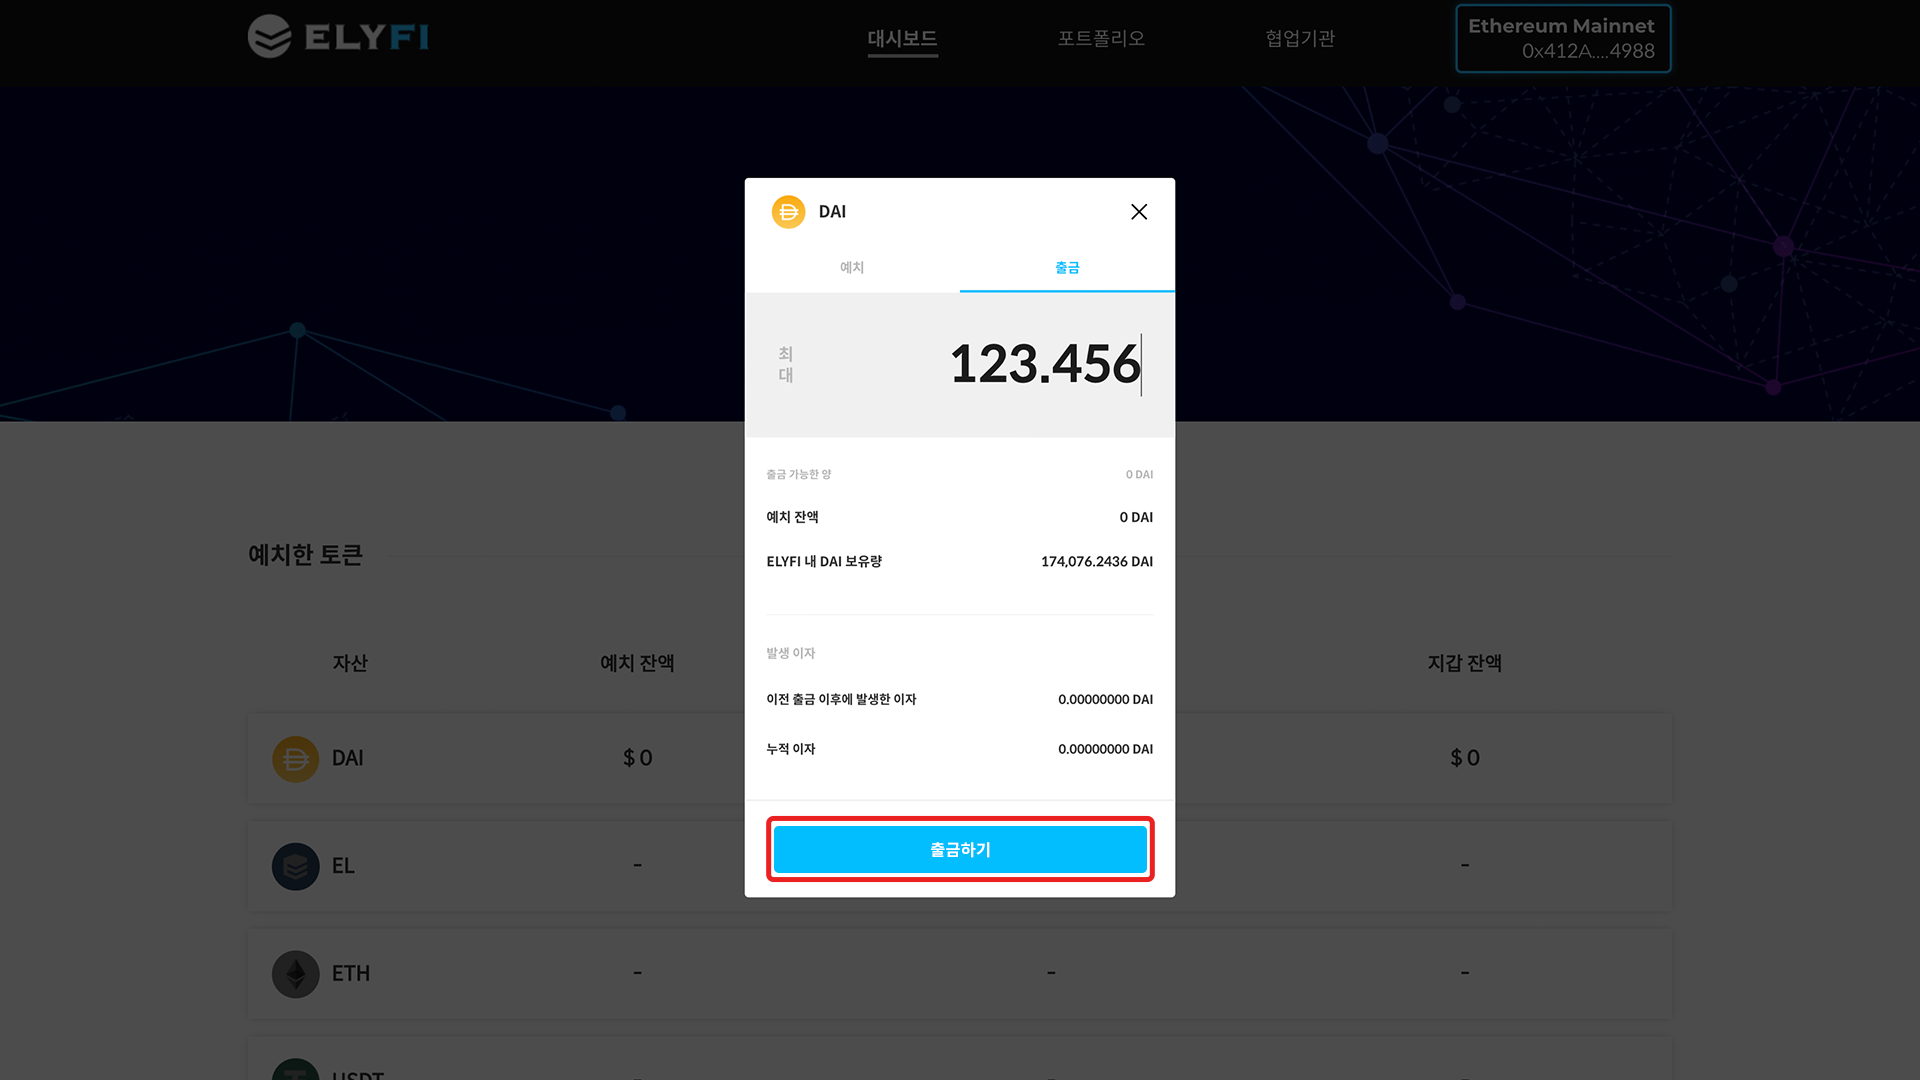 ELYFI
대시보드
포트폴리오
협업기관
Ethereum Mainnet
0x412A....4988
DAI
예치
출금
최
대
123.456
출금 가능한 양
0 DAI
예치 잔액
0 DAI
ELYFI 내 DAI 보유량
174,076.2436 DAI
발생 이자
이전 출금 이후에 발생한 이자
0.00000000 DAI
누적 이자
0.00000000 DAI
출금하기
예치한 토큰
자산
예치 잔액
지갑 잔액
DAI
$ 0
$ 0
EL
-
-
ETH
-
-
-
USDT